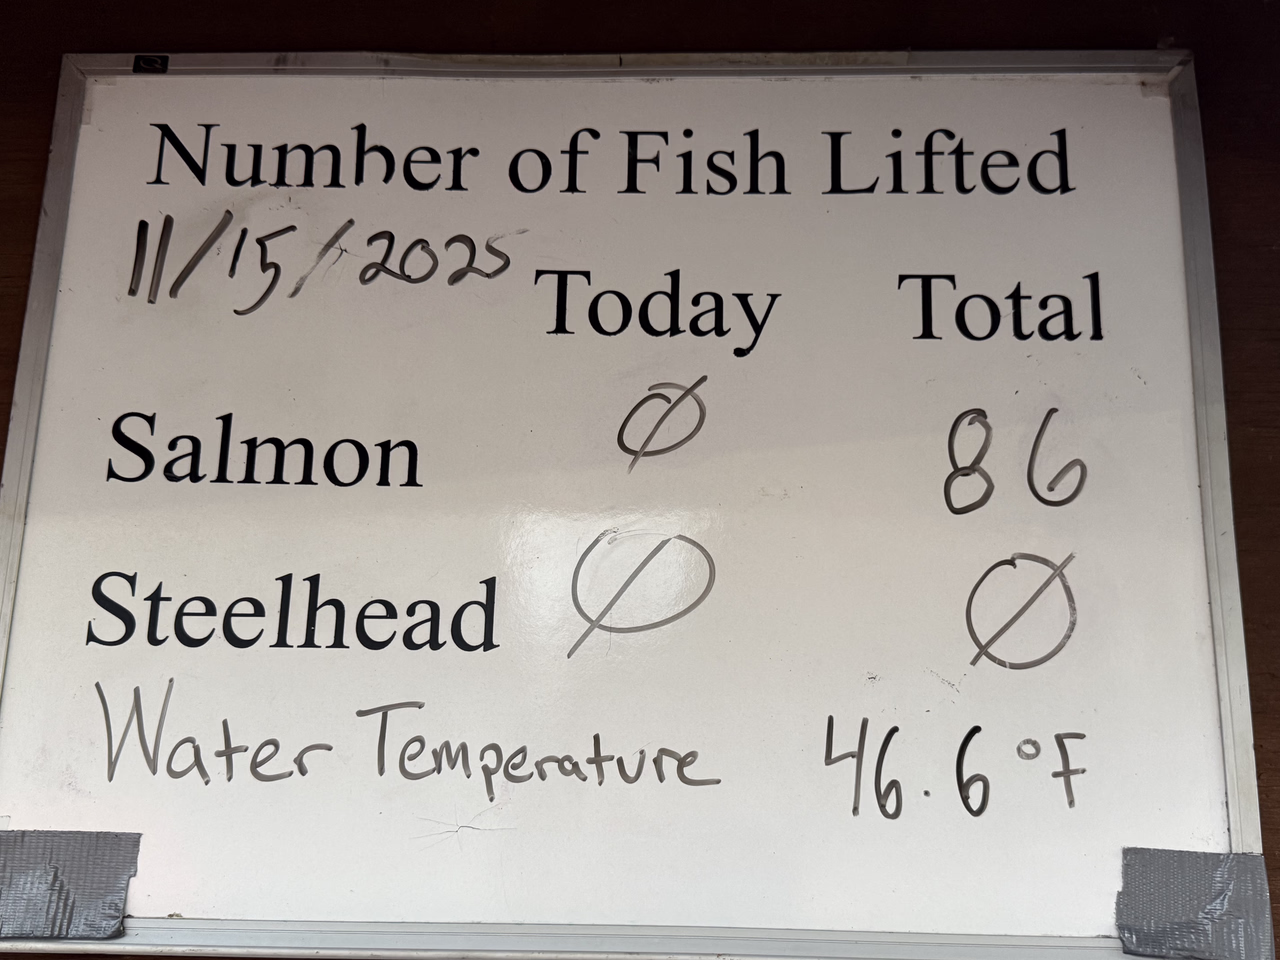 Number of Fish Lifted
11/15/2025 Today Total
Salmon Ø 86
Steelhead Ø Ø
Water Temperature 46.6°F